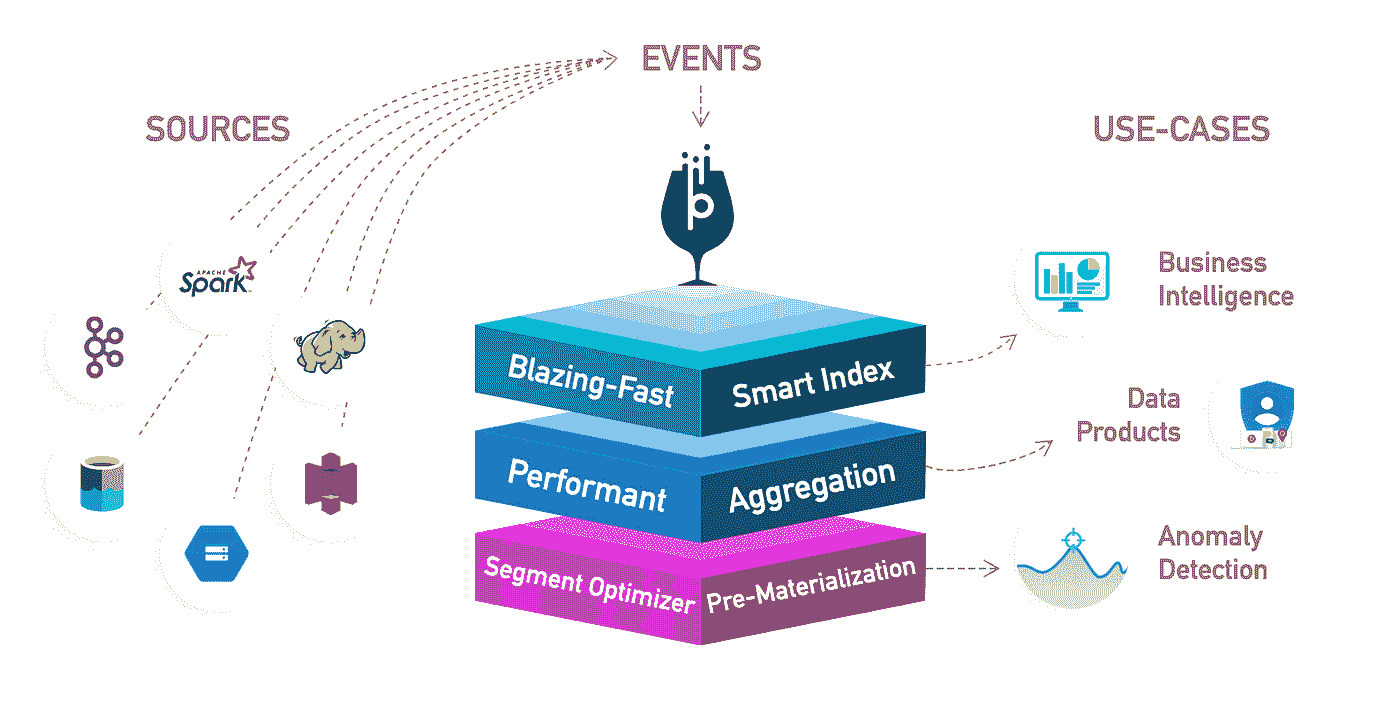 EVENTS
SOURCES
USE-CASES
APACHE
Spark
Business
Intelligence
Blazing-Fast
Smart Index
Data
Products
Performant
Aggregation
Segment Optimizer
Pre-Materialization
Anomaly
Detection